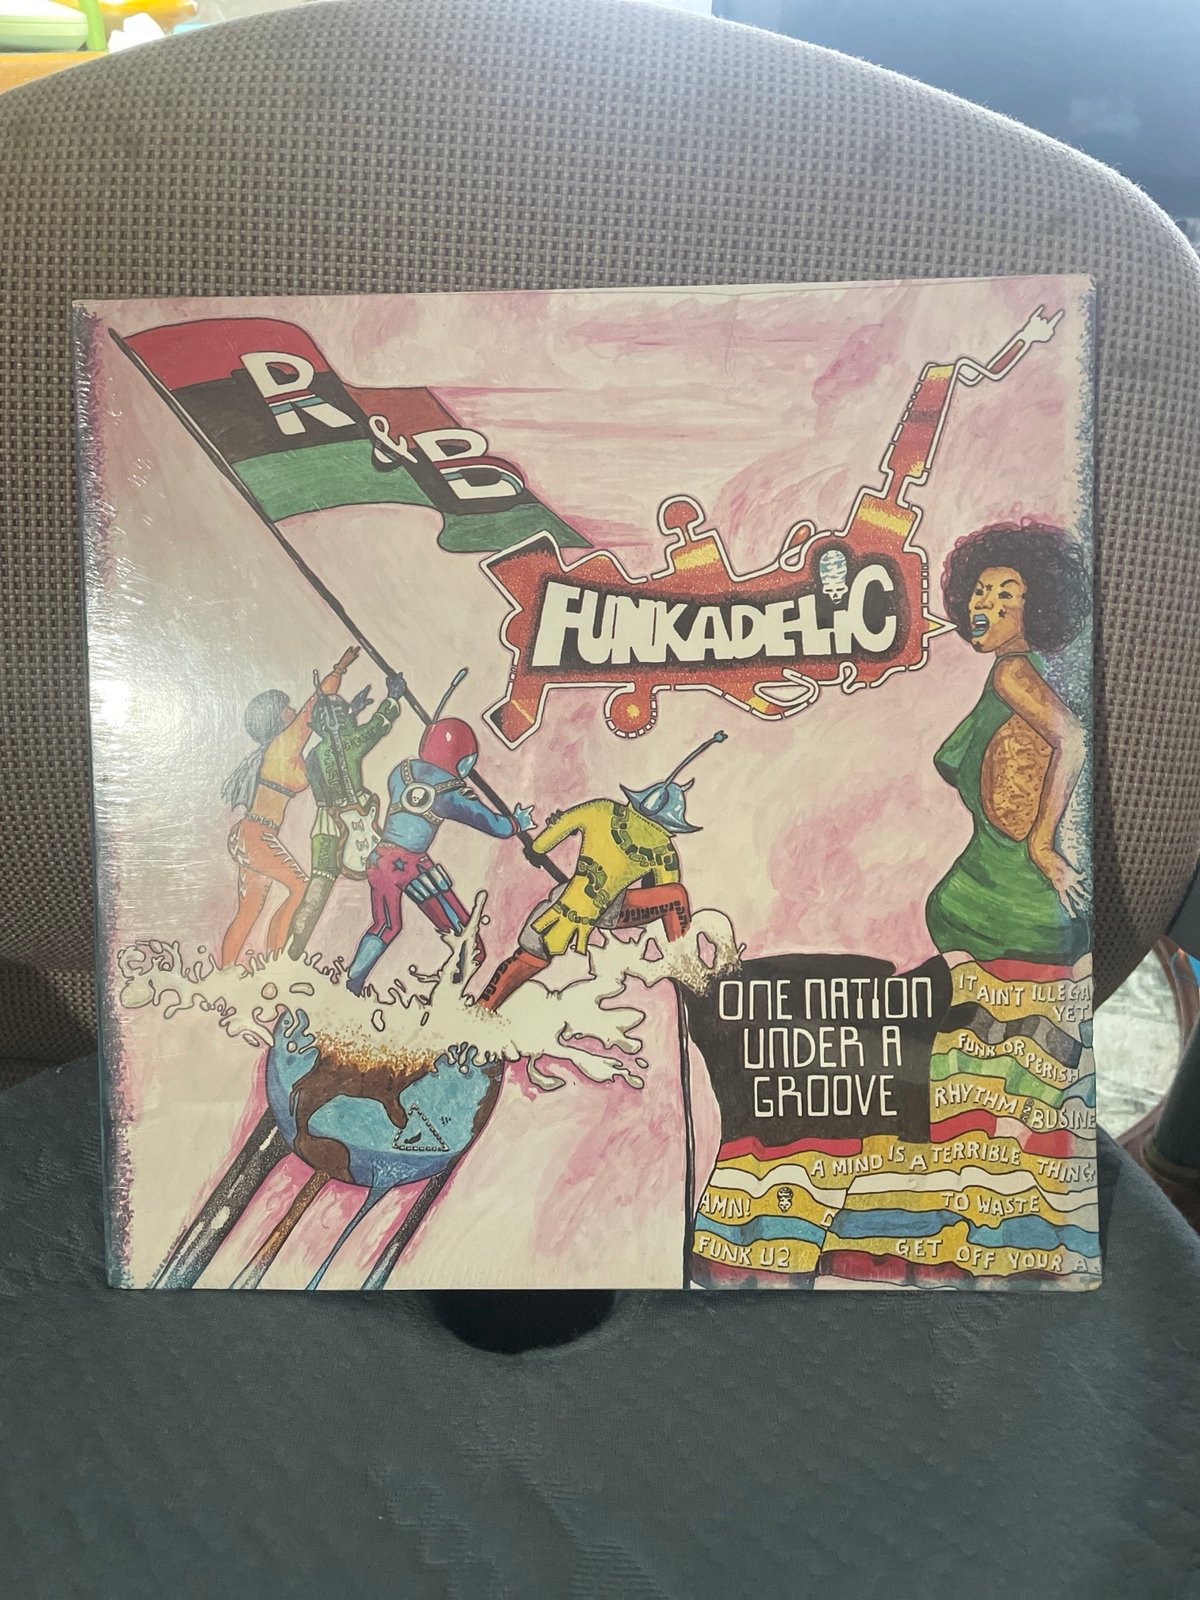 R & B
FUNKADELIC
ONE NATION
UNDER A
GROOVE
IT AIN'T ILLEGA
YET
FUNK OR PERISH
RHYTHM AND BUSINE
A MIND IS A TERRIBLE THING
TO WASTE
AMN!
D
FUNK U2
GET OFF YOUR A